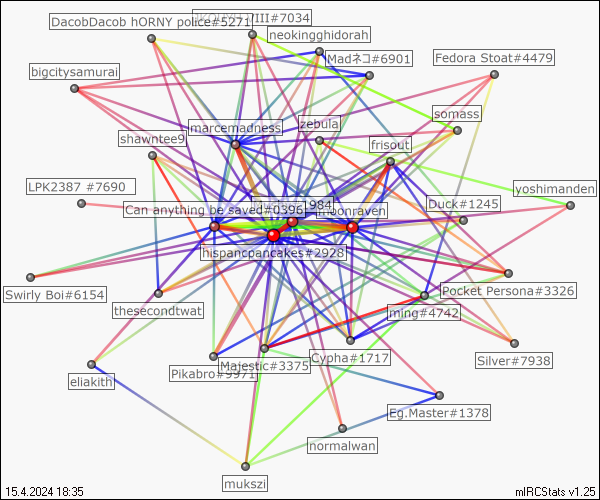 DacobDacob hORNY police#5271
VIII#7034
neokingghidorah
Madネコ#6901
Fedora Stoat#4479
bigcitysamurai
somass
zebula
marcemadness
shawntee9
frisout
LPK2387 #7690
yoshimanden
1984
Duck#1245
Can anything be saved#0396
moonraven
hispancpancakes#2928
Swirly Boi#6154
Pocket Persona#3326
thesecondtwat
ming#4742
Cypha#1717
Silver#7938
Majestic#3375
Pikabro#9971
eliakith
Eg.Master#1378
normalwan
mukszi
15.4.2024 18:35
mIRCStats v1.25